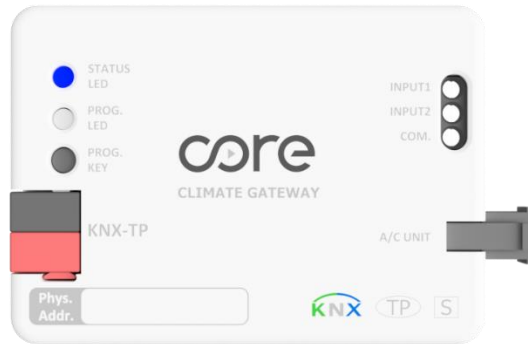 STATUS
LED
PROG.
LED
PROG.
KEY
INPUT1
INPUT2
COM.
core
CLIMATE GATEWAY
KNX-TP
A/C UNIT
Phys.
Addr.
KNX TP S